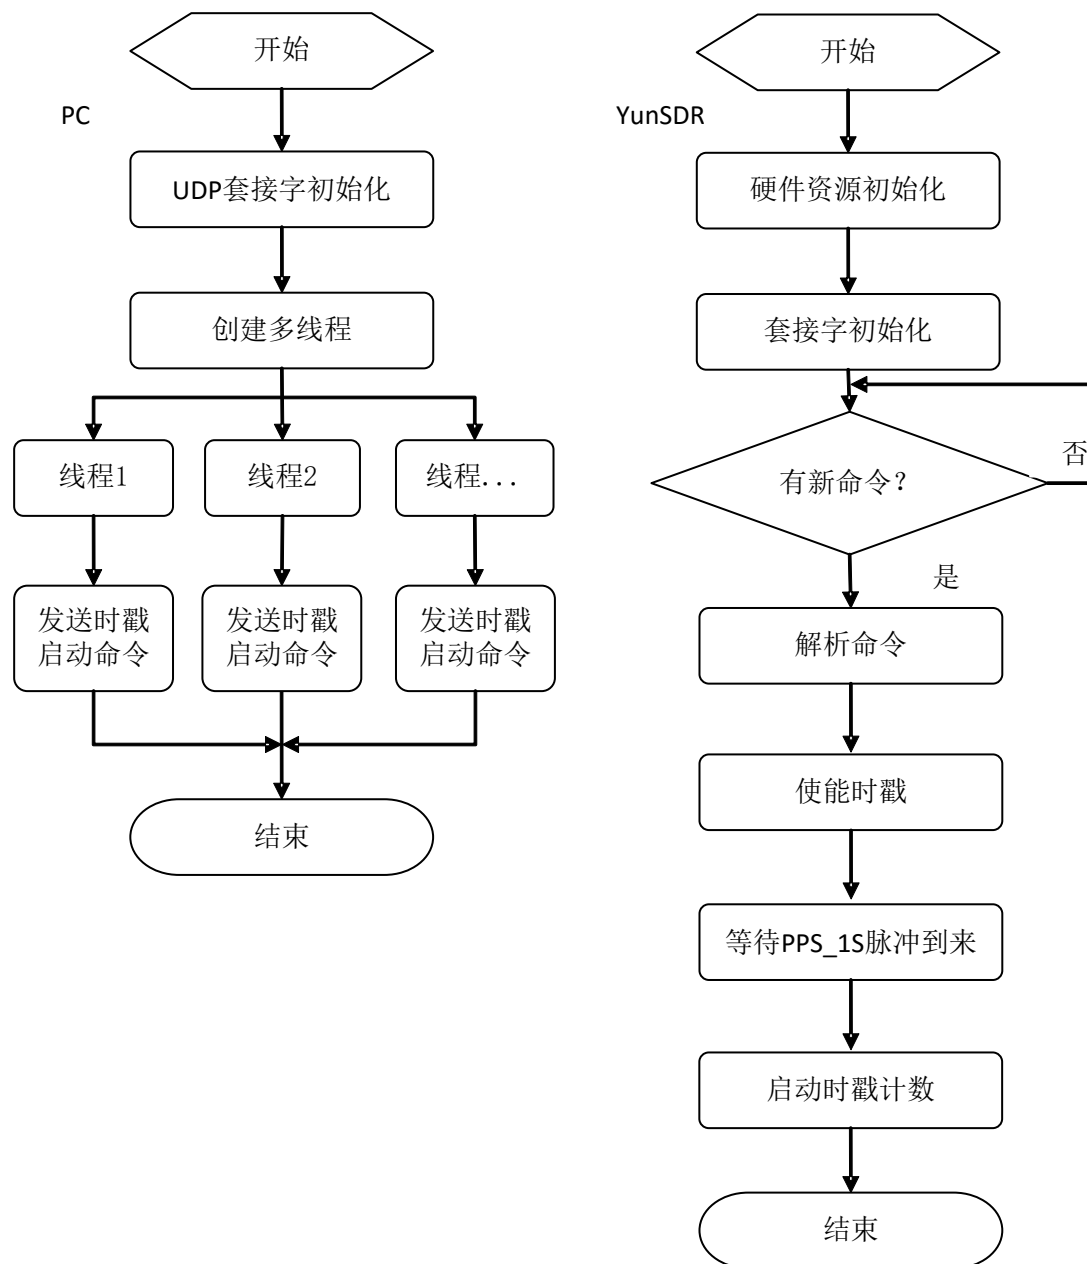 开始
PC
UDP套接字初始化
创建多线程
线程1
线程2
线程...
发送时戳
启动命令
发送时戳
启动命令
发送时戳
启动命令
结束
开始
YunSDR
硬件资源初始化
套接字初始化
有新命令?
否
是
解析命令
使能时戳
等待PPS_1S脉冲到来
启动时戳计数
结束